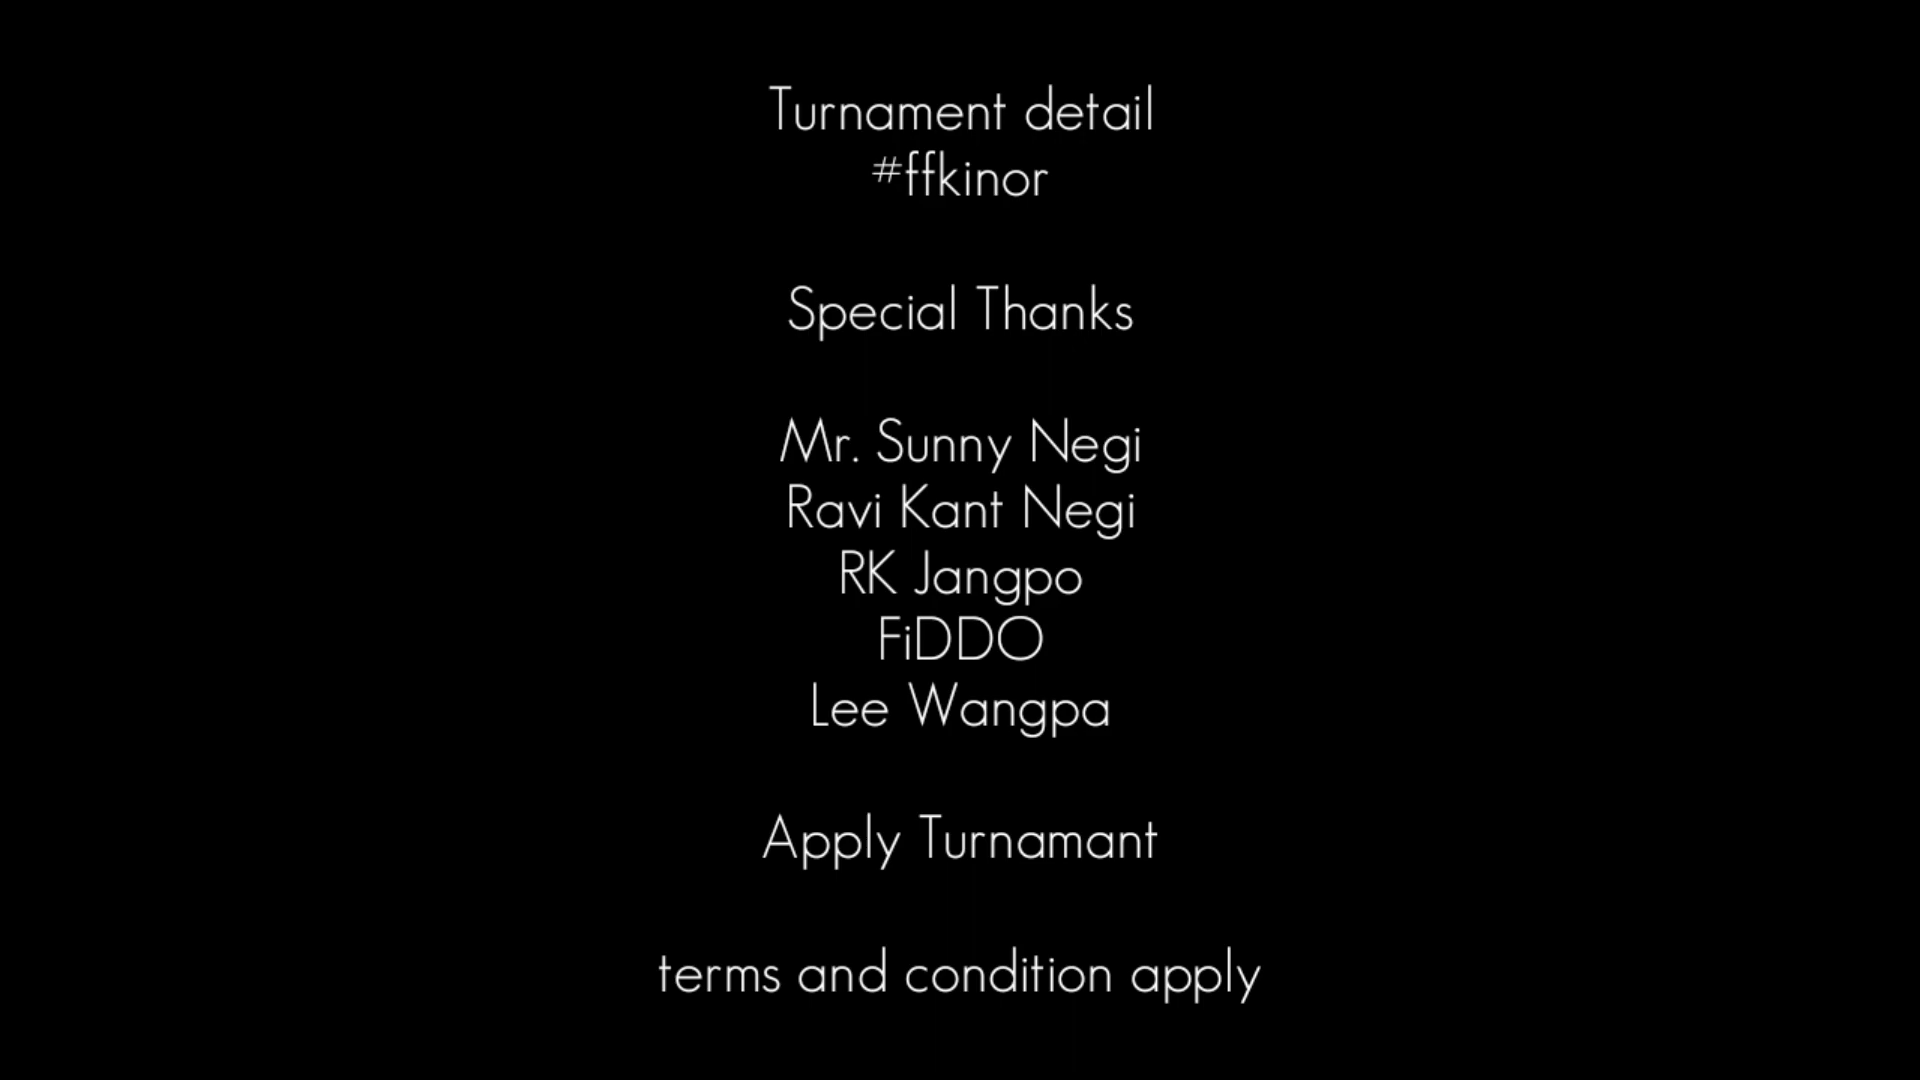 Turnament detail
#ffkinor
Special Thanks
Mr. Sunny Negi
Ravi Kant Negi
RK Jangpo
FiDDO
Lee Wangpa
Apply Turnamant
terms and condition apply